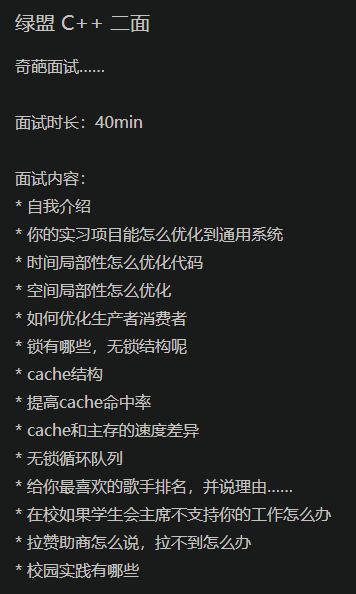 绿盟 C++ 二面
奇葩面试......
面试时长：40min
面试内容：
* 自我介绍
* 你的实习项目能怎么优化到通用系统
* 时间局部性怎么优化代码
* 空间局部性怎么优化
* 如何优化生产者消费者
* 锁有哪些，无锁结构呢
* cache结构
* 提高cache命中率
* cache和主存的速度差异
* 无锁循环队列
* 给你最喜欢的歌手排名，并说理由......
* 在校如果学生会主席不支持你的工作怎么办
* 拉赞助商怎么说，拉不到怎么办
* 校园实践有哪些